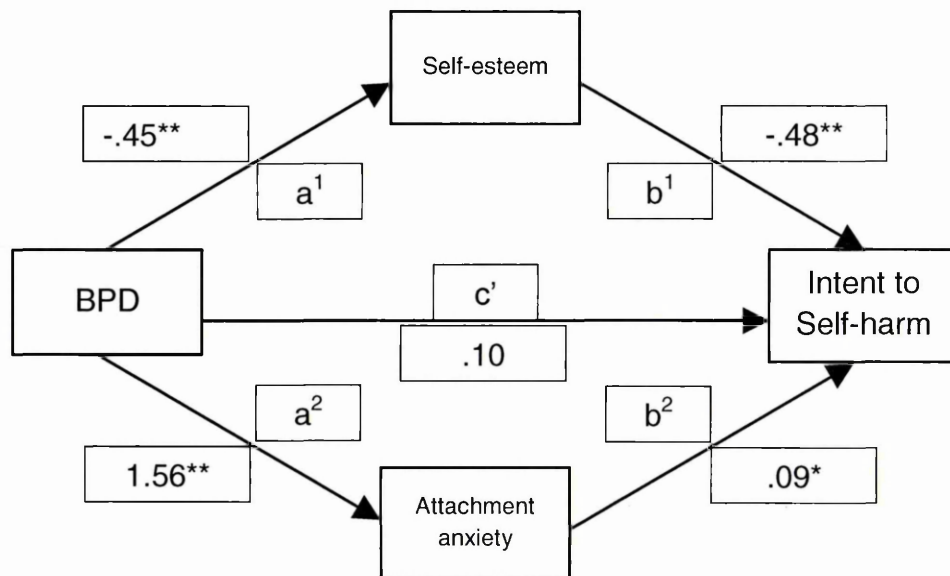 Self-esteem
-.45**
-.48**
a¹
b¹
BPD
c’
Intent to
Self-harm
.10
a²
b²
1.56**
.09*
Attachment
anxiety